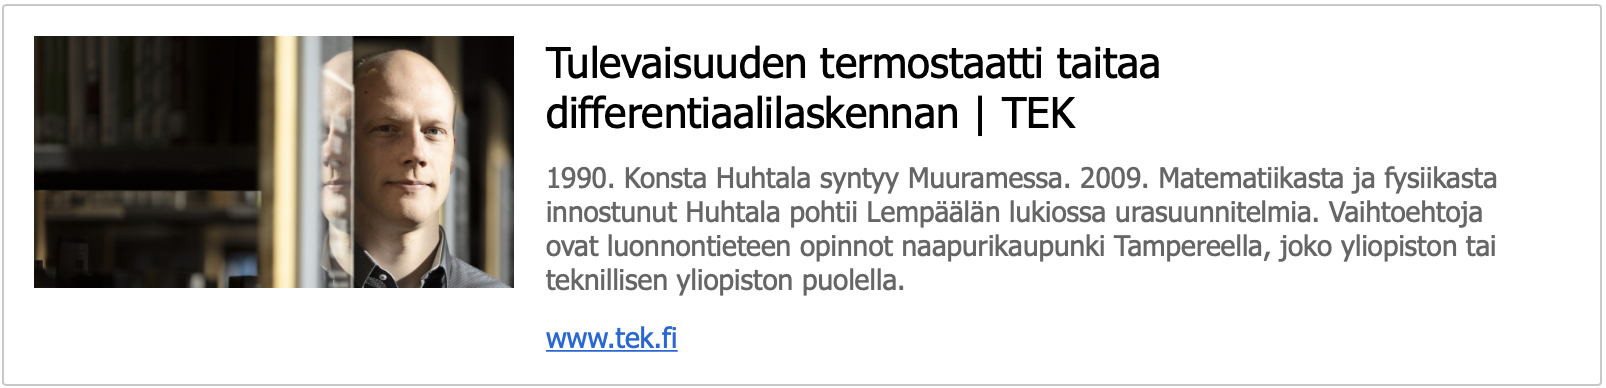 Tulevaisuuden termostaatti taitaa
differentiaalilaskennan | TEK
1990. Konsta Huhtala syntyy Muuramessa. 2009. Matematiikasta ja fysiikasta
innostunut Huhtala pohtii Lempäälän lukiossa urasuunnitelmia. Vaihtoehtoja
ovat luonnontieteen opinnot naapurikaupunki Tampereella, joko yliopiston tai
teknillisen yliopiston puolella.
www.tek.fi